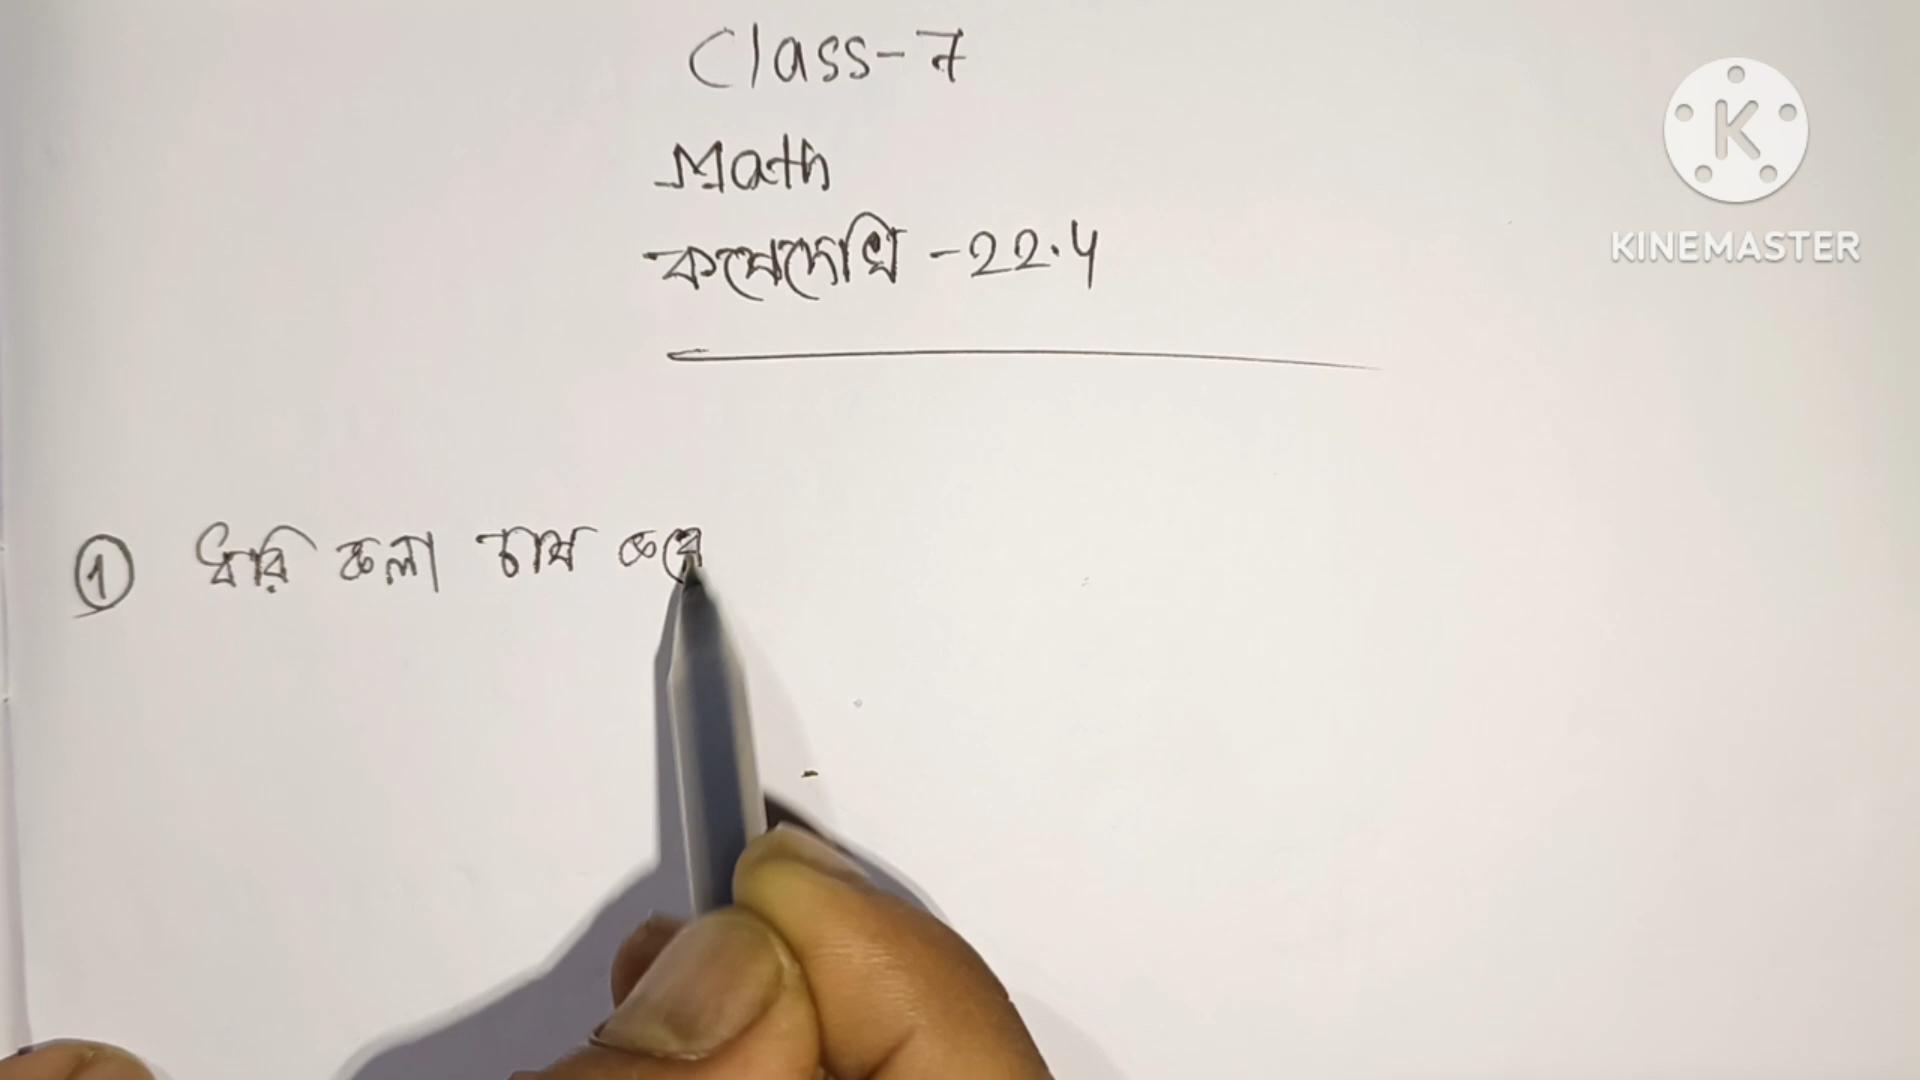 Class-7
Math
কষেদেখি -22.4
① ধরি কলা চাষ করে
K
KINEMASTER